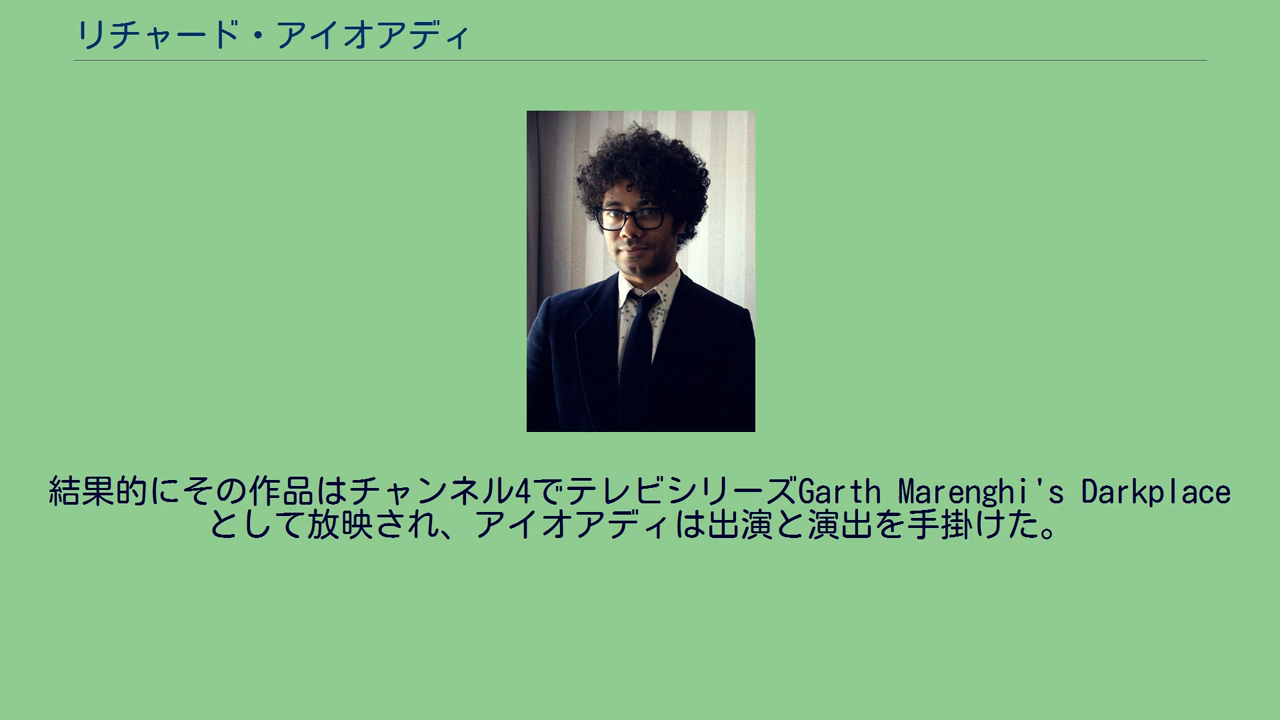 リチャード・アイオアディ
結果的にその作品はチャンネル4でテレビシリーズGarth Marenghi's Darkplace
として放映され、アイオアディは出演と演出を手掛けた。